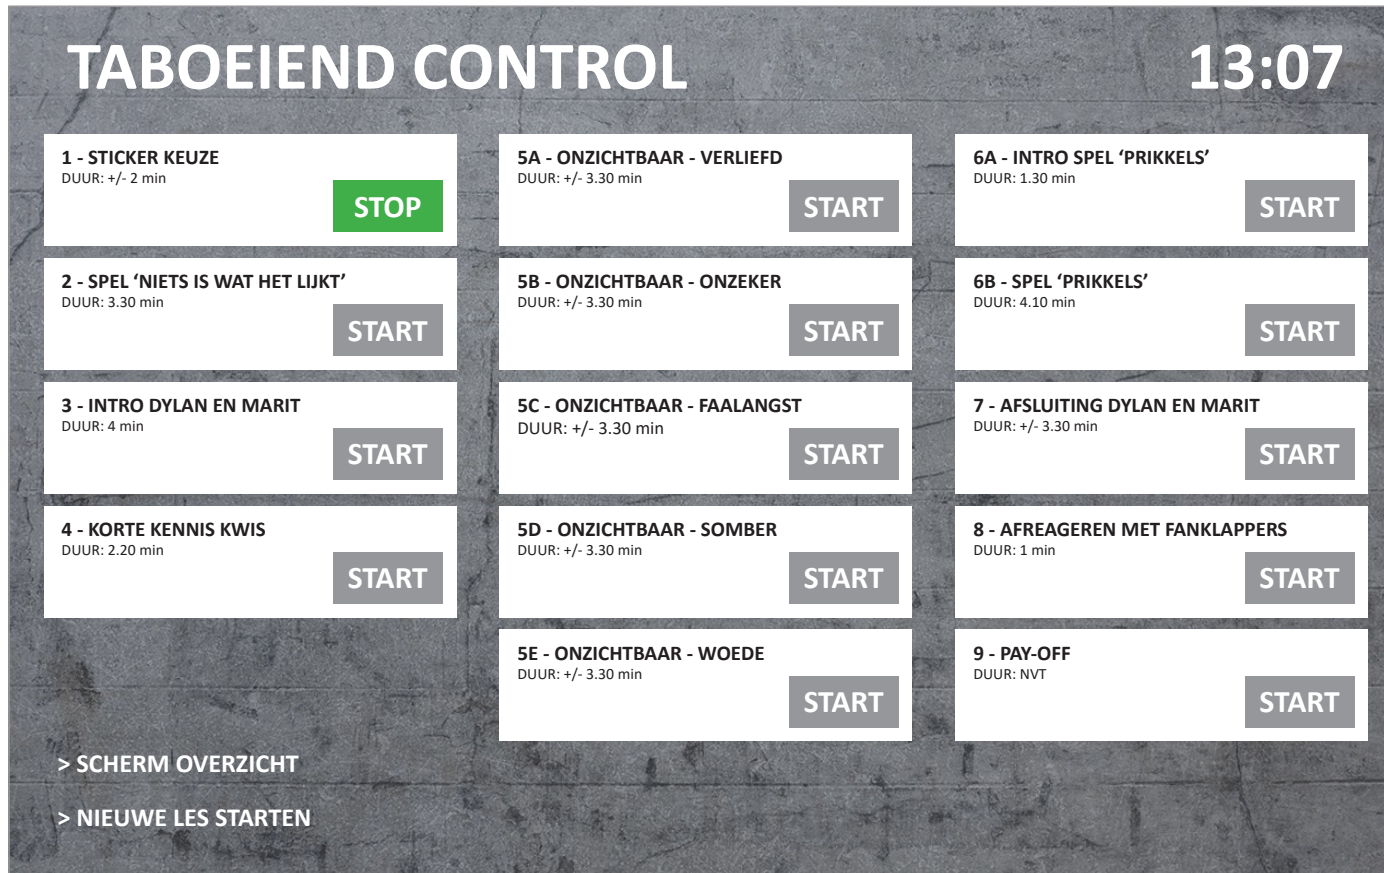 TABOEIEND CONTROL
13:07
1 - STICKER KEUZE
DUUR: +/- 2 min
STOP
2 - SPEL ‘NIETS IS WAT HET LIJKT’
DUUR: 3.30 min
START
3 - INTRO DYLAN EN MARIT
DUUR: 4 min
START
4 - KORTE KENNIS KWIS
DUUR: 2.20 min
START
5A - ONZICHTBAAR - VERLIEFD
DUUR: +/- 3.30 min
START
5B - ONZICHTBAAR - ONZEKER
DUUR: +/- 3.30 min
START
5C - ONZICHTBAAR - FAALANGST
DUUR: +/- 3.30 min
START
5D - ONZICHTBAAR - SOMBER
DUUR: +/- 3.30 min
START
5E - ONZICHTBAAR - WOEDE
DUUR: +/- 3.30 min
START
6A - INTRO SPEL ‘PRIKKELS’
DUUR: 1.30 min
START
6B - SPEL ‘PRIKKELS’
DUUR: 4.10 min
START
7 - AFSLUITING DYLAN EN MARIT
DUUR: +/- 3.30 min
START
8 - AFREAGEREN MET FANKLAPPERS
DUUR: 1 min
START
9 - PAY-OFF
DUUR: NVT
START
> SCHERM OVERZICHT
> NIEUWE LES STARTEN